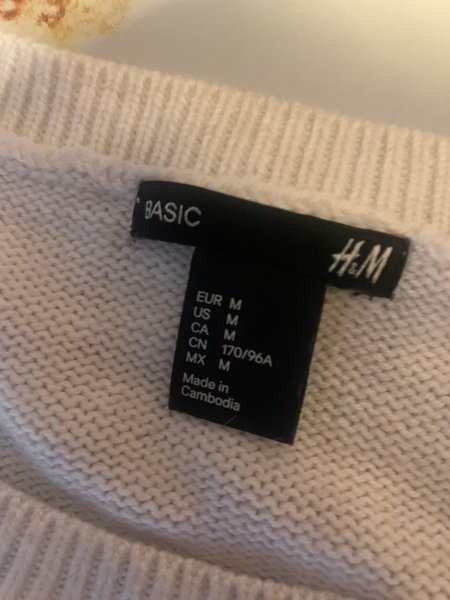 BASIC
H&M
EUR M
US M
CA M
CN 170/96A
MX M
Made in
Cambodia